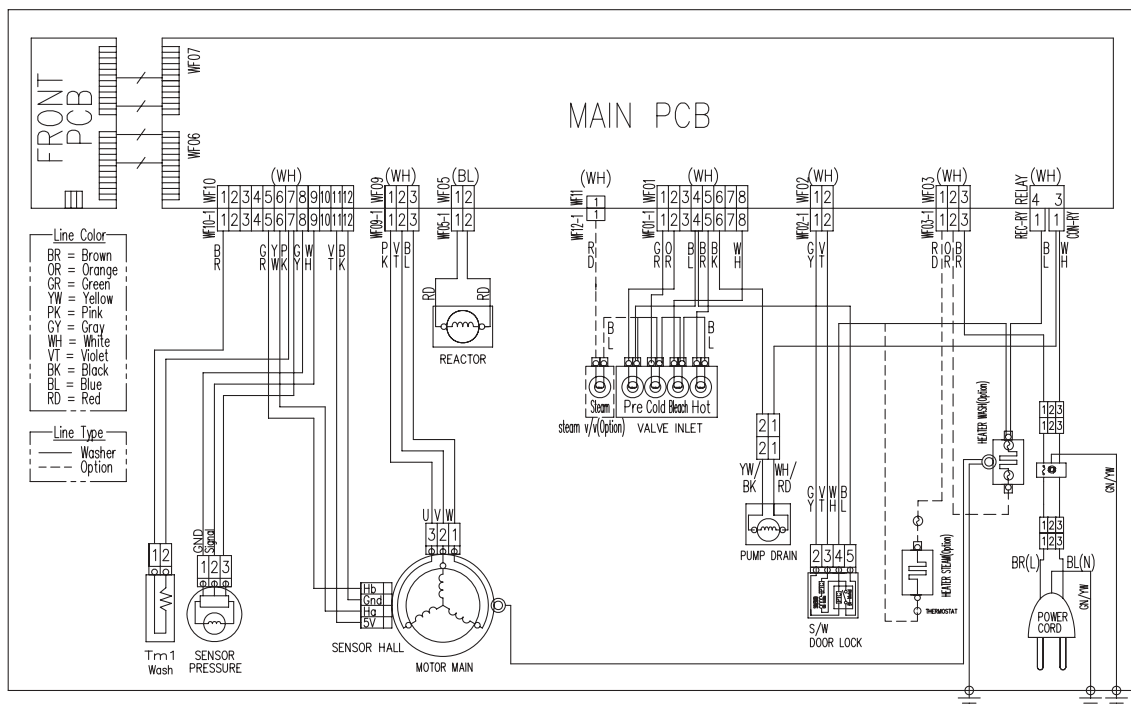 FRONT PCB
WF07
WF06
MAIN PCB
(WH) (WH) (BL) (WH) (WH) (WH) (WH) (WH)
WF10 1 2 3 4 5 6 7 8 9 10 11 12
WF10-1 1 2 3 4 5 6 7 8 9 10 11 12
WF09 1 2 3
WF09-1 1 2 3
WF05 1 2
WF05-1 1 2
WF11 1
WF12-1 1
WF01 1 2 3 4 5 6 7 8
WF01-1 1 2 3 4 5 6 7 8
WF02 1 2
WF02-1 1 2
WF03 1 2 3
WF03-1 1 2 3
RELAY 4 3
REC-RY 1 1 CON-RY
BR GR YW PK GY WH VT BK
PK VT BL
RD GR OR BL BR BK WH
GY VT
RD OR BR
BL WH
Line Color
BR = Brown
OR = Orange
GR = Green
YW = Yellow
PK = Pink
GY = Gray
WH = White
VT = Violet
BK = Black
BL = Blue
RD = Red
Line Type
Washer
Option
RD RD
REACTOR
BL BL
Steam
steam v/v(Option)
Pre Cold Bleach Hot
VALVE INLET
2 1
2 1
YW/BK WH/RD
PUMP DRAIN
GY VT WH BL
2 3 4 5
S/W
DOOR LOCK
HEATER WASH(Option)
HEATER STEAM(Option)
THERMOSTAT
1 2 3
1 2 3
GN/YW
1 2 3
1 2 3
BR(L) BL(N)
GN/YW
POWER CORD
1 2
Tm1
Wash
GND Signal
1 2 3
SENSOR
PRESSURE
Hb
Gnd
Ha
5V
SENSOR HALL
U V W
3 2 1
MOTOR MAIN